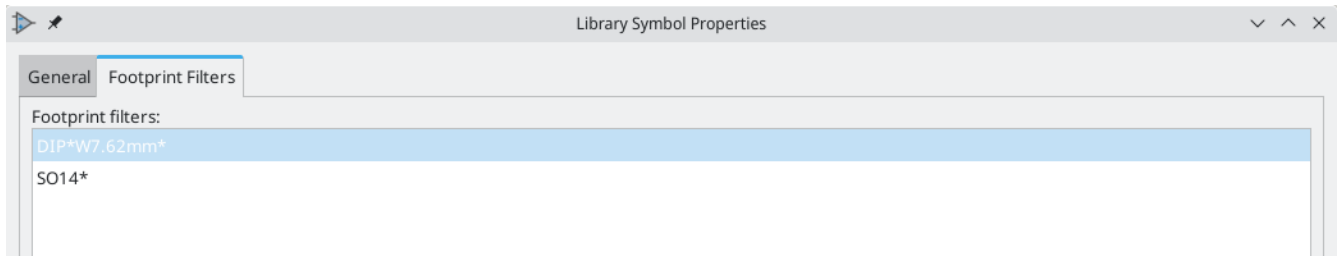 Library Symbol Properties
General Footprint Filters
Footprint filters:
DIP*W7.62mm*
SO14*